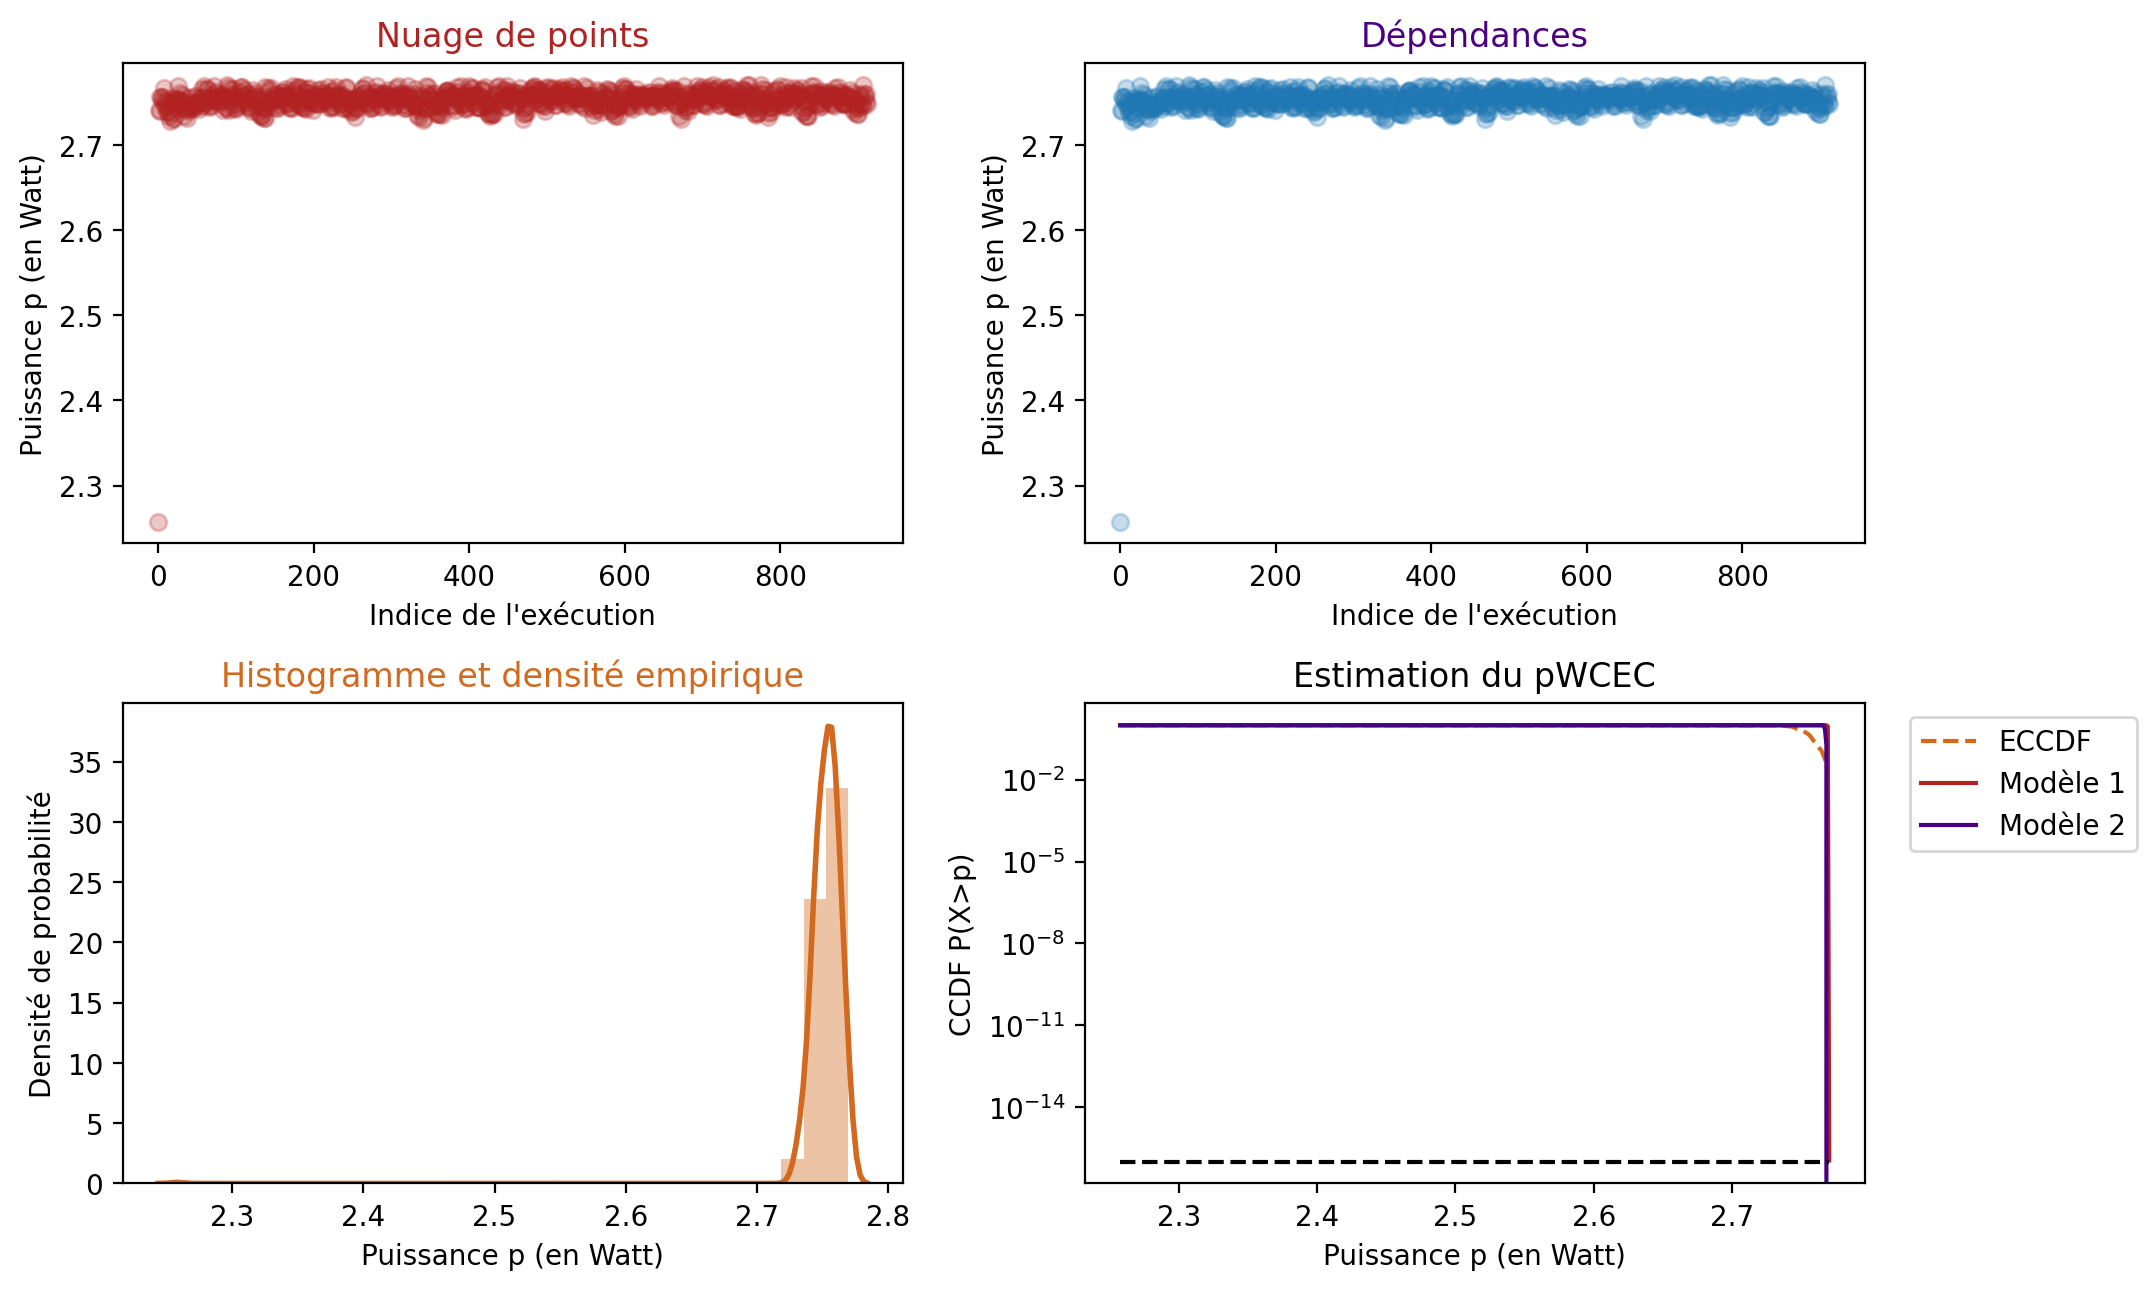 Nuage de points
Puissance p (en Watt)
2.7
2.6
2.5
2.4
2.3
0 200 400 600 800
Indice de l'exécution
Dépendances
Puissance p (en Watt)
2.7
2.6
2.5
2.4
2.3
0 200 400 600 800
Indice de l'exécution
Histogramme et densité empirique
Densité de probabilité
35
30
25
20
15
10
5
0
2.3 2.4 2.5 2.6 2.7 2.8
Puissance p (en Watt)
Estimation du pWCEC
CCDF P(X>p)
10⁻²
10⁻⁵
10⁻⁸
10⁻¹¹
10⁻¹⁴
2.3 2.4 2.5 2.6 2.7
Puissance p (en Watt)
ECCDF
Modèle 1
Modèle 2